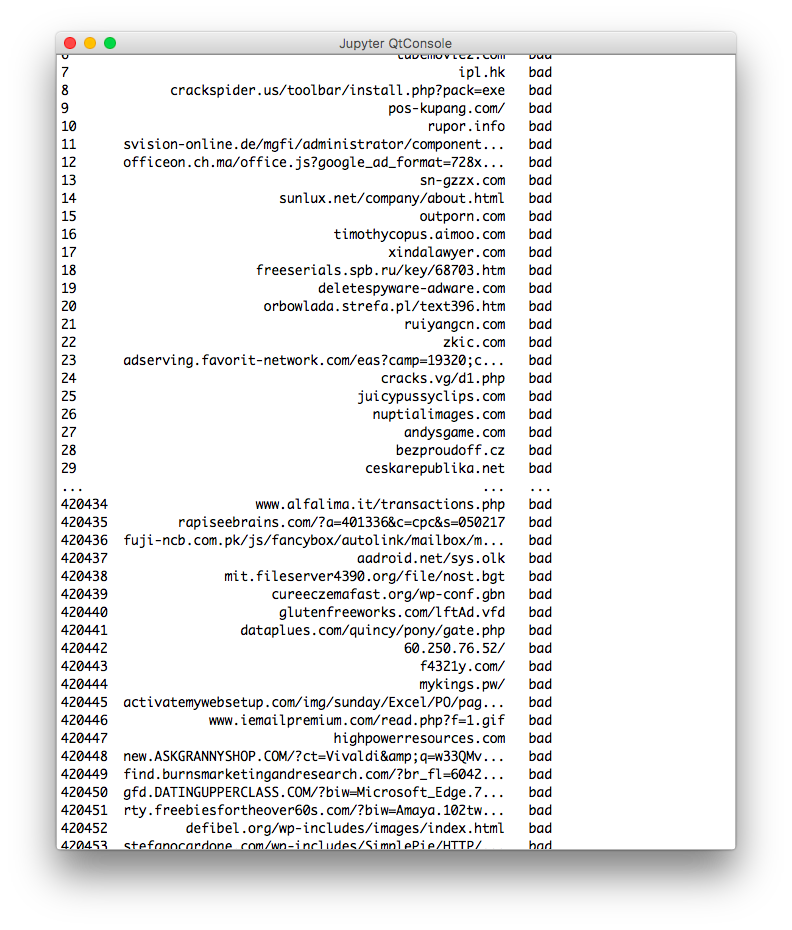 Jupyter QtConsole
6 tubemoviez.com bad
7 ipl.hk bad
8 crackspider.us/toolbar/install.php?pack=exe bad
9 pos-kupang.com/ bad
10 rupor.info bad
11 svision-online.de/mgfi/administrator/component... bad
12 officeon.ch.ma/office.js?google_ad_format=728x... bad
13 sn-gzzx.com bad
14 sunlux.net/company/about.html bad
15 outporn.com bad
16 timothycopus.aimoo.com bad
17 xindalawyer.com bad
18 freeserials.spb.ru/key/68703.htm bad
19 deletespyware-adware.com bad
20 orbowlada.strefa.pl/text396.htm bad
21 ruiyangcn.com bad
22 zkic.com bad
23 adserving.favorit-network.com/eas?camp=19320;c... bad
24 cracks.vg/d1.php bad
25 juicypussyclips.com bad
26 nuptialimages.com bad
27 andysgame.com bad
28 bezproudoff.cz bad
29 ceskarepublika.net bad
... ... ...
420434 www.alfalima.it/transactions.php bad
420435 rapiseebrains.com/?a=401336&c=cpc&s=050217 bad
420436 fuji-ncb.com.pk/js/fancybox/autolink/mailbox/m... bad
420437 aadroid.net/sys.olk bad
420438 mit.fileserver4390.org/file/nost.bgt bad
420439 cureeczemafast.org/wp-conf.gbn bad
420440 glutenfreeworks.com/lftAd.vfd bad
420441 dataplues.com/quincy/pony/gate.php bad
420442 60.250.76.52/ bad
420443 f4321y.com/ bad
420444 mykings.pw/ bad
420445 activatemywebsetup.com/img/sunday/Excel/PO/pag... bad
420446 www.iemailpremium.com/read.php?f=1.gif bad
420447 highpowerresources.com bad
420448 new.ASKGRANNYSHOP.COM/?ct=Vivaldi&amp;q=w33QMv... bad
420449 find.burnsmarketingandresearch.com/?br_fl=6042... bad
420450 gfd.DATINGUPPERCLASS.COM/?biw=Microsoft_Edge.7... bad
420451 rty.freebiesfortheover60s.com/?biw=Amaya.102tw... bad
420452 defibel.org/wp-includes/images/index.html bad
420453 stefanocardone.com/wp-includes/SimplePie/HTTP/... bad